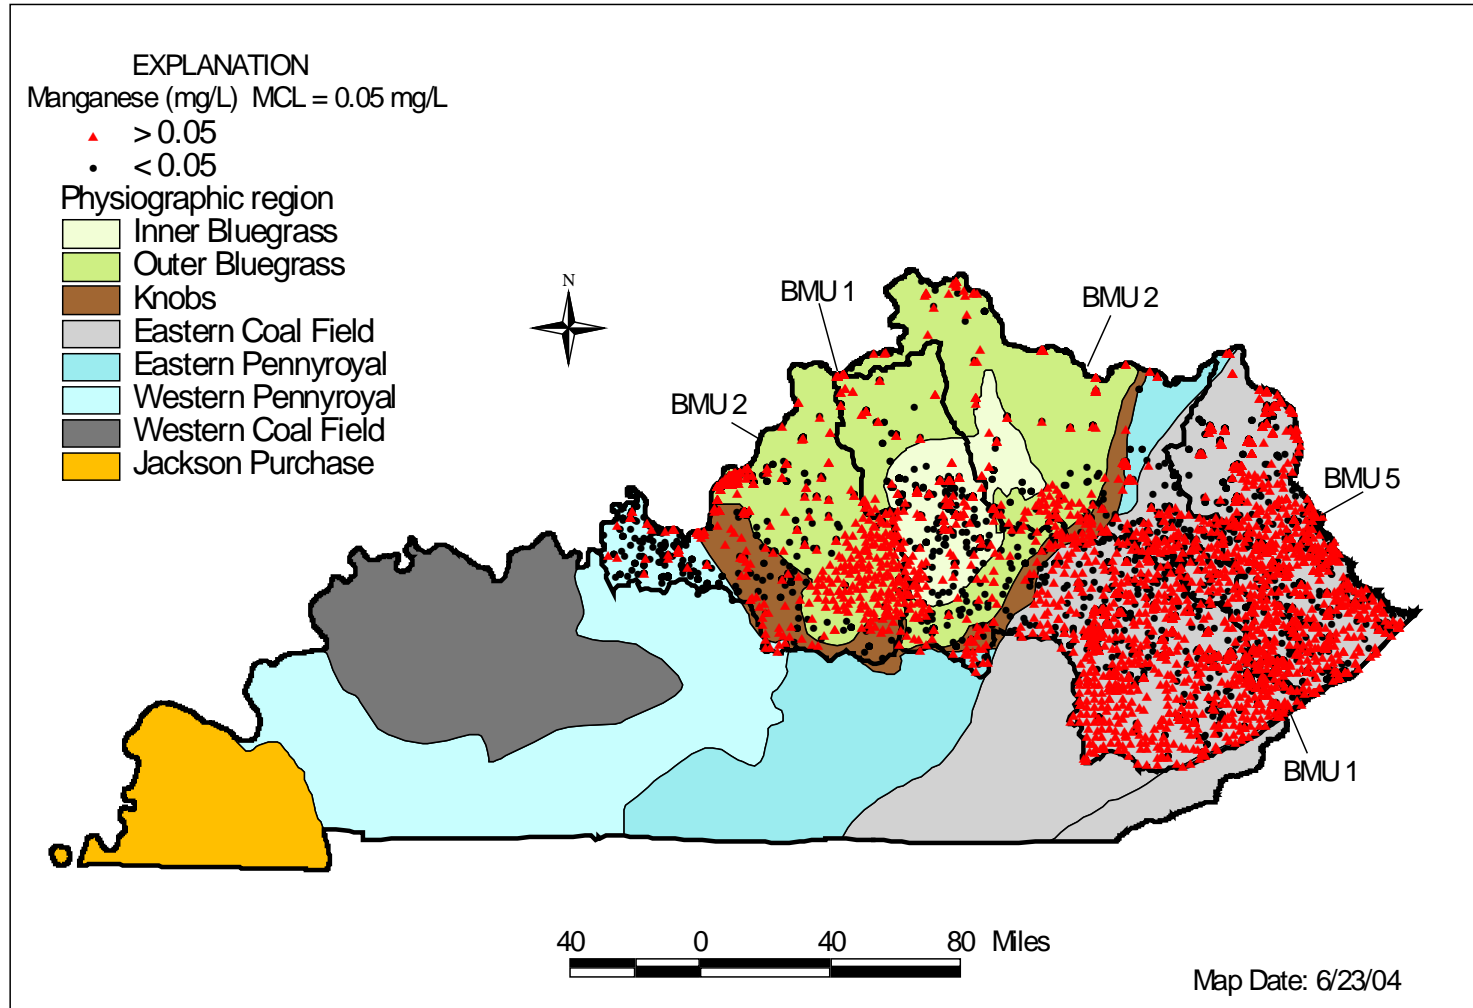 EXPLANATION
Manganese (mg/L) MCL = 0.05 mg/L
> 0.05
< 0.05
Physiographic region
Inner Bluegrass
Outer Bluegrass
Knobs
Eastern Coal Field
Eastern Pennyroyal
Western Pennyroyal
Western Coal Field
Jackson Purchase
N
BMU 1
BMU 2
BMU 2
BMU 5
BMU 1
40 0 40 80 Miles
Map Date: 6/23/04